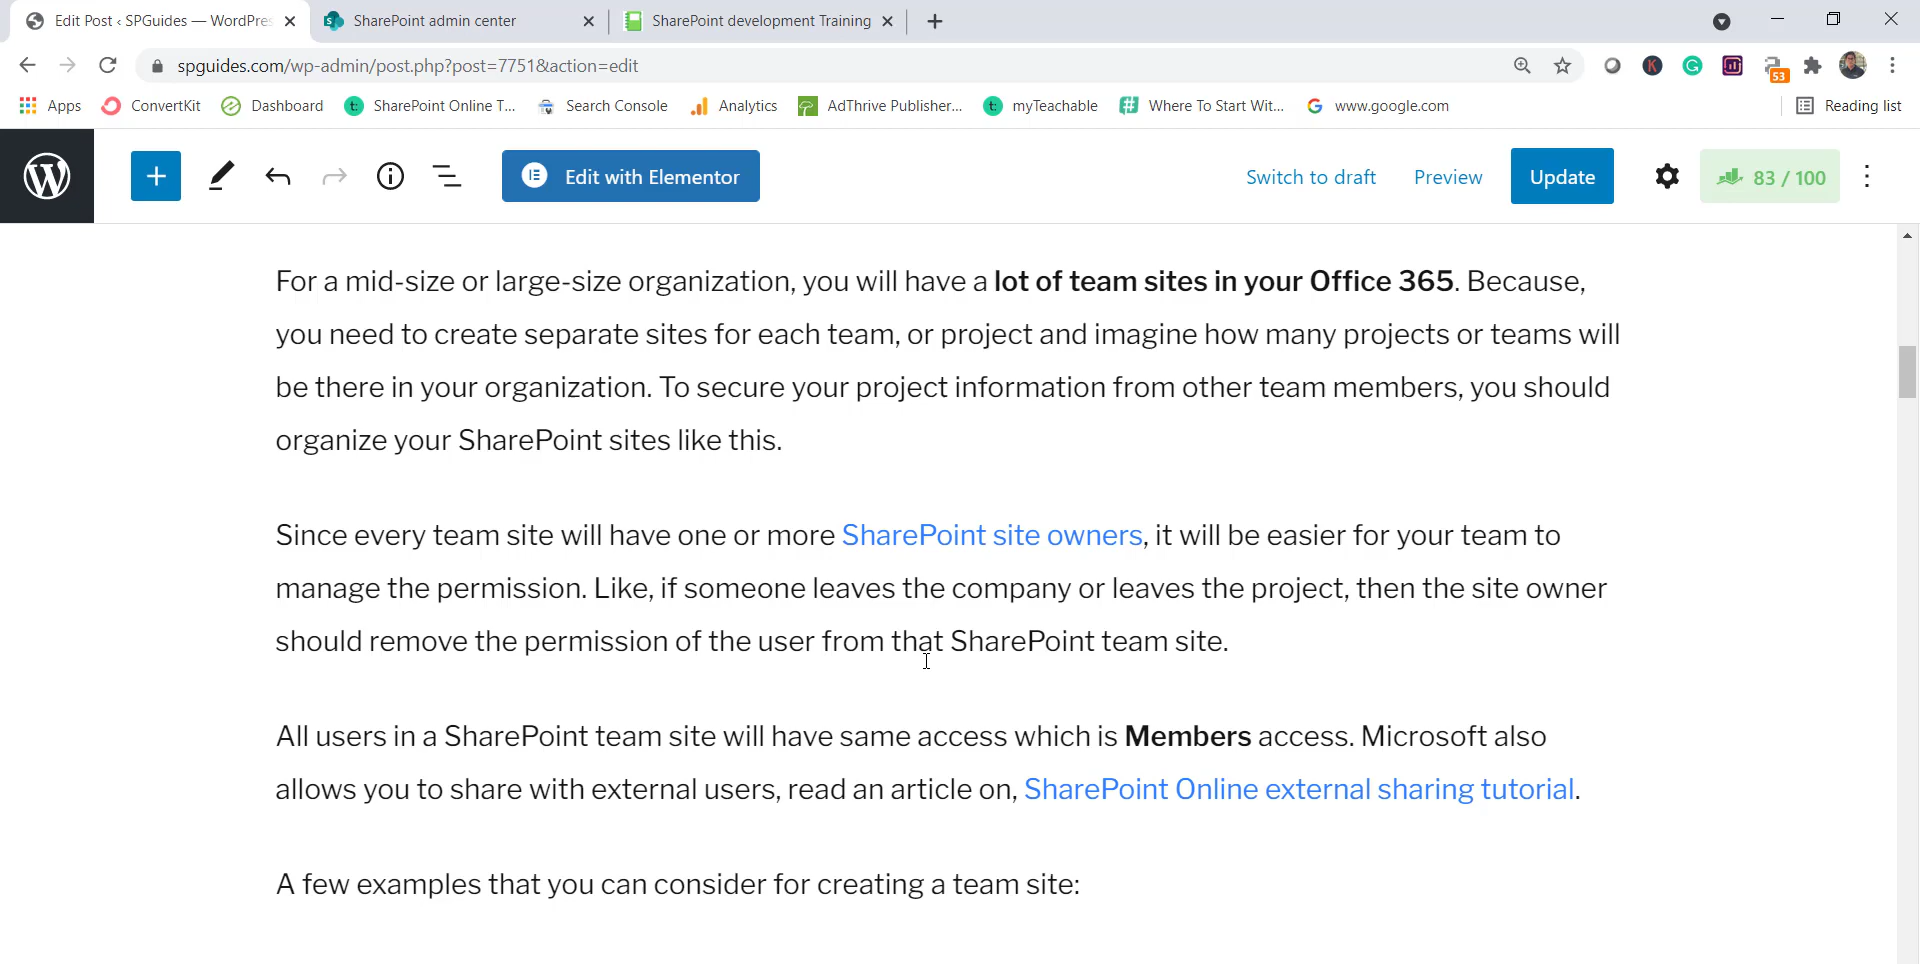 Edit Post ‹ SPGuides — WordPres
SharePoint admin center
SharePoint development Training
spguides.com/wp-admin/post.php?post=7751&action=edit
53
Apps
ConvertKit
Dashboard
SharePoint Online T...
Search Console
Analytics
AdThrive Publisher...
myTeachable
Where To Start Wit...
www.google.com
Reading list
Edit with Elementor
Switch to draft
Preview
Update
83 / 100
For a mid-size or large-size organization, you will have a lot of team sites in your Office 365. Because,
you need to create separate sites for each team, or project and imagine how many projects or teams will
be there in your organization. To secure your project information from other team members, you should
organize your SharePoint sites like this.
Since every team site will have one or more SharePoint site owners, it will be easier for your team to
manage the permission. Like, if someone leaves the company or leaves the project, then the site owner
should remove the permission of the user from that SharePoint team site.
All users in a SharePoint team site will have same access which is Members access. Microsoft also
allows you to share with external users, read an article on, SharePoint Online external sharing tutorial.
A few examples that you can consider for creating a team site: